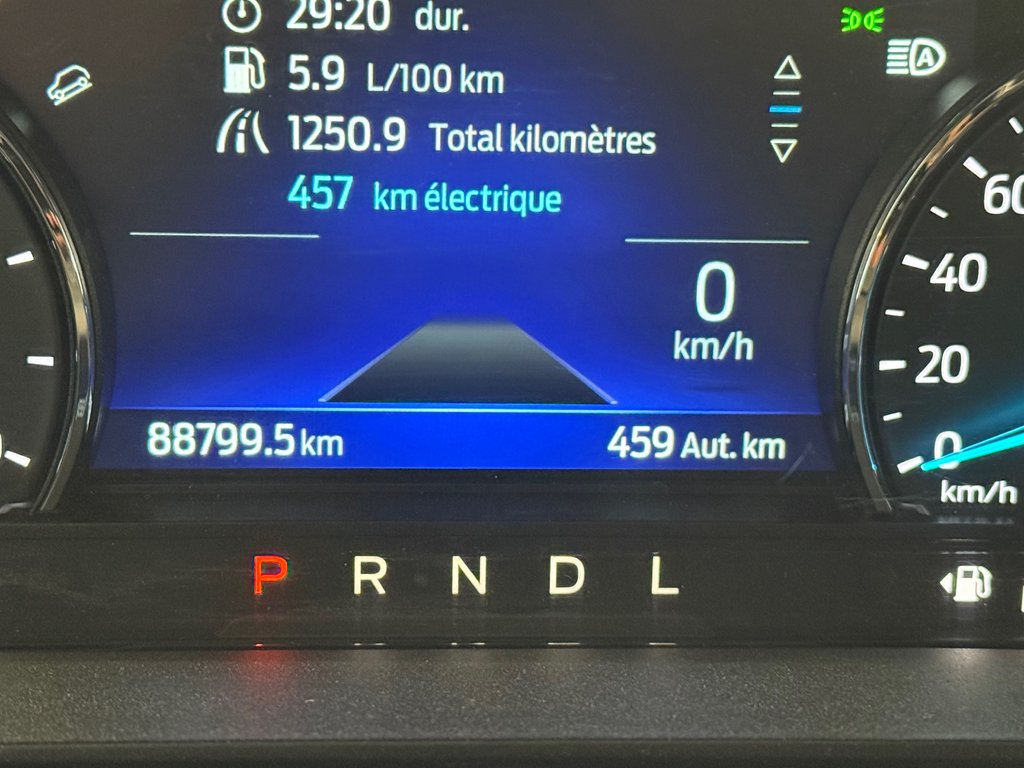 29:20 dur.
5.9 L/100 km
1250.9 Total kilomètres
457 km électrique
0
km/h
88799.5 km
459 Aut. km
A
60
40
20
0
km/h
P R N D L